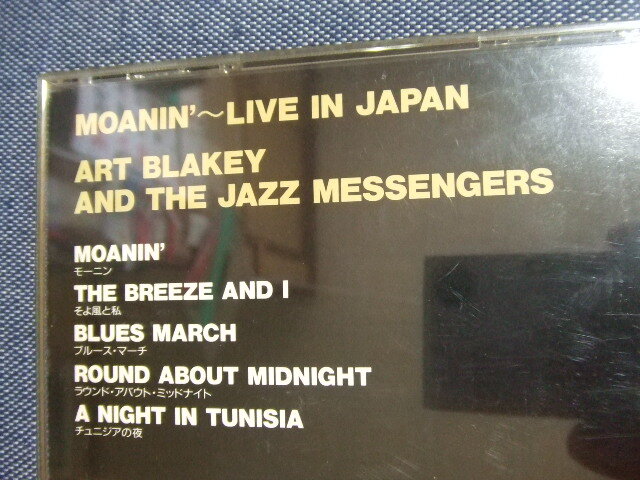 MOANIN'〜LIVE IN JAPAN
ART BLAKEY
AND THE JAZZ MESSENGERS
MOANIN'
モーニン
THE BREEZE AND I
そよ風と私
BLUES MARCH
ブルース・マーチ
ROUND ABOUT MIDNIGHT
ラウンド・アバウト・ミッドナイト
A NIGHT IN TUNISIA
チュニジアの夜